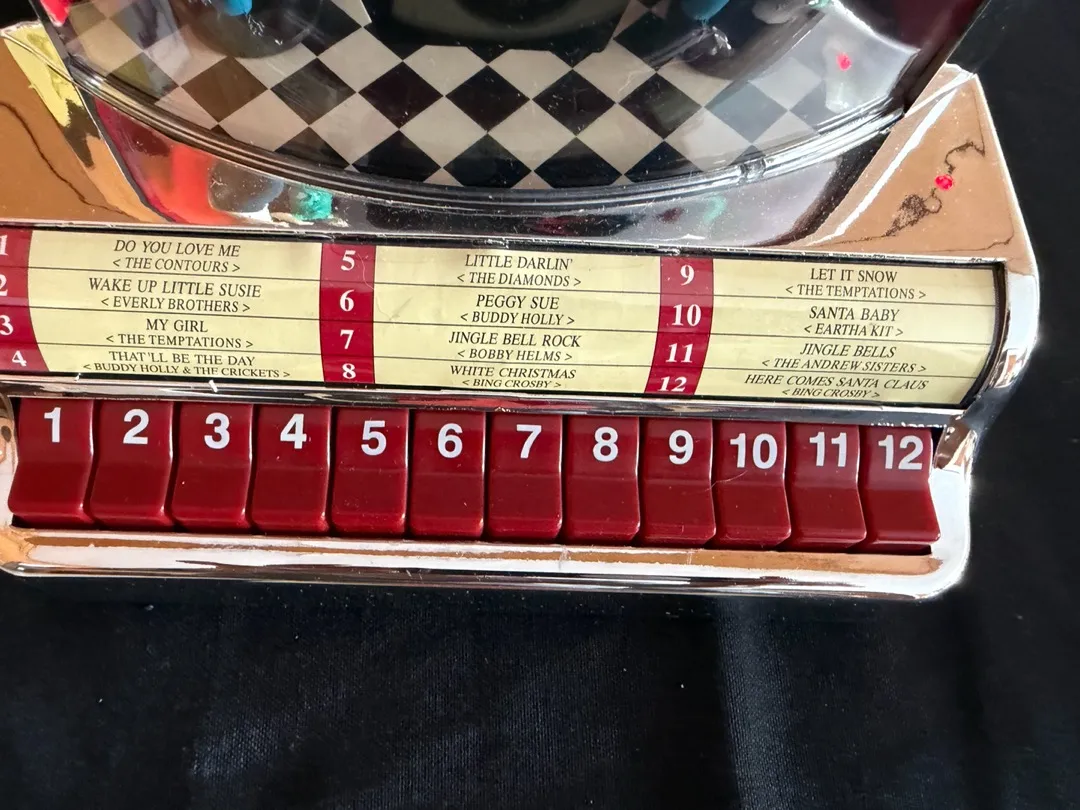 1
DO YOU LOVE ME
< THE CONTOURS >
2
WAKE UP LITTLE SUSIE
< EVERLY BROTHERS >
3
MY GIRL
< THE TEMPTATIONS >
4
THAT'LL BE THE DAY
< BUDDY HOLLY & THE CRICKETS >
5
LITTLE DARLIN'
< THE DIAMONDS >
6
PEGGY SUE
< BUDDY HOLLY >
7
JINGLE BELL ROCK
< BOBBY HELMS >
8
WHITE CHRISTMAS
< BING CROSBY >
9
LET IT SNOW
< THE TEMPTATIONS >
10
SANTA BABY
< EARTHA KIT >
11
JINGLE BELLS
< THE ANDREW SISTERS >
12
HERE COMES SANTA CLAUS
< BING CROSBY >
1 2 3 4 5 6 7 8 9 10 11 12